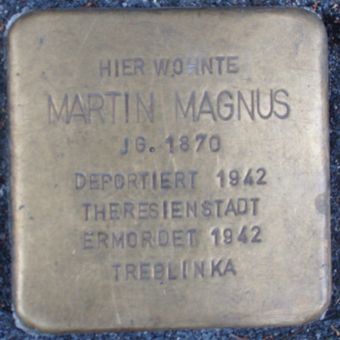 HIER WOHNTE
MARTIN MAGNUS
JG. 1870
DEPORTIERT 1942
THERESIENSTADT
ERMORDET 1942
TREBLINKA